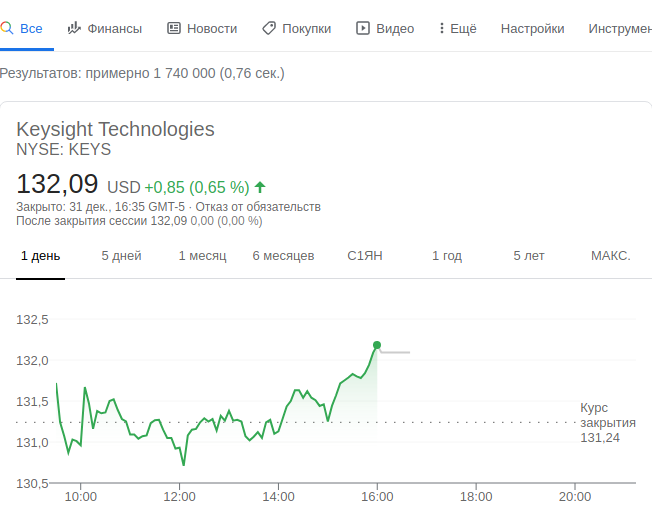 Все Финансы Новости Покупки Видео Ещё Настройки Инструмен
Результатов: примерно 1 740 000 (0,76 сек.)
Keysight Technologies
NYSE: KEYS
132,09 USD +0,85 (0,65 %)
Закрыто: 31 дек., 16:35 GMT-5 · Отказ от обязательств
После закрытия сессии 132,09 0,00 (0,00 %)
1 день 5 дней 1 месяц 6 месяцев С1ЯН 1 год 5 лет МАКС.
132,5
132,0
131,5
131,0
130,5
Курс
закрытия
131,24
10:00 12:00 14:00 16:00 18:00 20:00